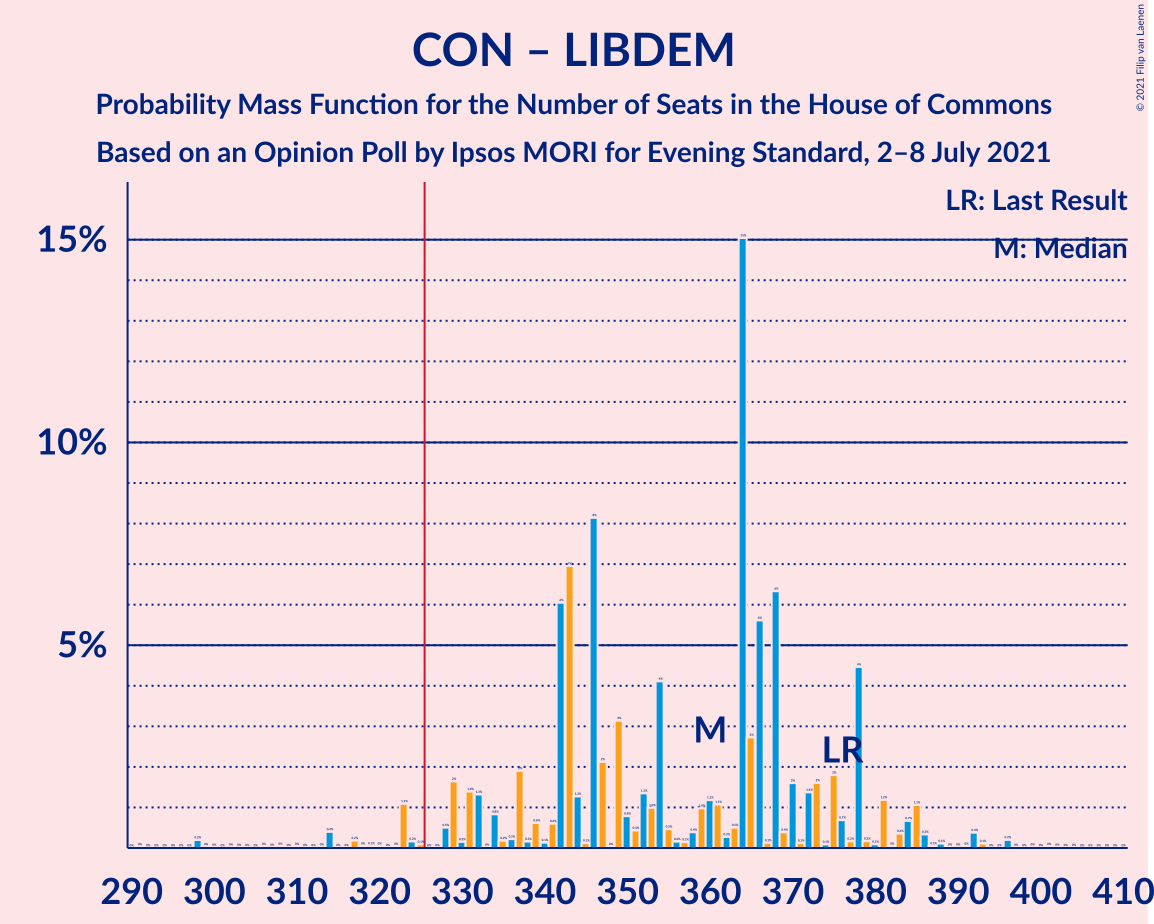 © 2021 Filip van Laenen
CON – LIBDEM
Probability Mass Function for the Number of Seats in the House of Commons
Based on an Opinion Poll by Ipsos MORI for Evening Standard, 2–8 July 2021
LR: Last Result
M: Median
15%
10%
5%
M
LR
290 300 310 320 330 340 350 360 370 380 390 400 410